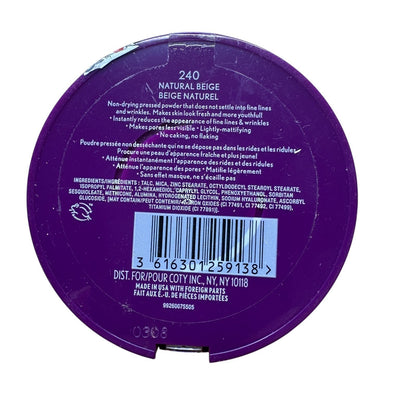 240
NATURAL BEIGE
BEIGE NATUREL
Non-drying pressed powder that does not settle into fine lines
and wrinkles. Makes skin look fresh and more youthful!
• Instantly reduces the appearance of fine lines & wrinkles
• Makes pores less visible • Lightly-mattifying
• No caking, no flaking
Poudre pressée non desséchante qui ne se dépose pas dans les rides et les ridules
Procure une peau d'apparence fraîche et plus jeune!
• Atténue instantanément l'apparence des rides et des ridules
• Atténue l'apparence des pores • Matité légère
• Sans effet masque, ne s'écaille pas
INGREDIENTS/INGRÉDIENTS: TALC, MICA, ZINC STEARATE, OCTYLDODECYL STEAROYL STEARATE,
ISOPROPYL PALMITATE, 1,2-HEXANEDIOL, CAPRYLYL GLYCOL, PHENOXYETHANOL, SORBITAN
SESQUIOLEATE, METHICONE, ALUMINA, HYDROGENATED LECITHIN, SODIUM HYALURONATE, ASCORBYL
GLUCOSIDE, [MAY CONTAIN/PEUT CONTENIR/+/-: IRON OXIDES (CI 77491, CI 77492, CI 77499),
TITANIUM DIOXIDE (CI 77891)].
3 616301 259138 >
DIST. FOR/POUR COTY INC., NY, NY 10118
MADE IN USA WITH FOREIGN PARTS
FAIT AUX É.-U. DE PIÈCES IMPORTÉES
99260075505
0308